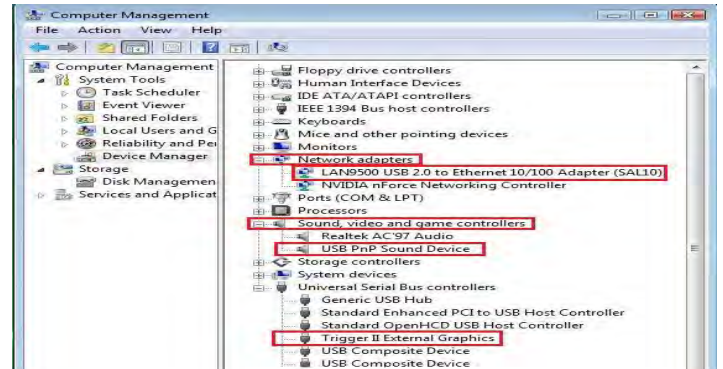 Computer Management
File Action View Help
Computer Management
System Tools
Task Scheduler
Event Viewer
Shared Folders
Local Users and G
Reliability and Per
Device Manager
Storage
Disk Managemen
Services and Applicat
Floppy drive controllers
Human Interface Devices
IDE ATA/ATAPI controllers
IEEE 1394 Bus host controllers
Keyboards
Mice and other pointing devices
Monitors
Network adapters
LAN9500 USB 2.0 to Ethernet 10/100 Adapter (SAL10)
NVIDIA nForce Networking Controller
Ports (COM & LPT)
Processors
Sound, video and game controllers
Realtek AC'97 Audio
USB PnP Sound Device
Storage controllers
System devices
Universal Serial Bus controllers
Generic USB Hub
Standard Enhanced PCI to USB Host Controller
Standard OpenHCD USB Host Controller
Trigger II External Graphics
USB Composite Device
USB Composite Device